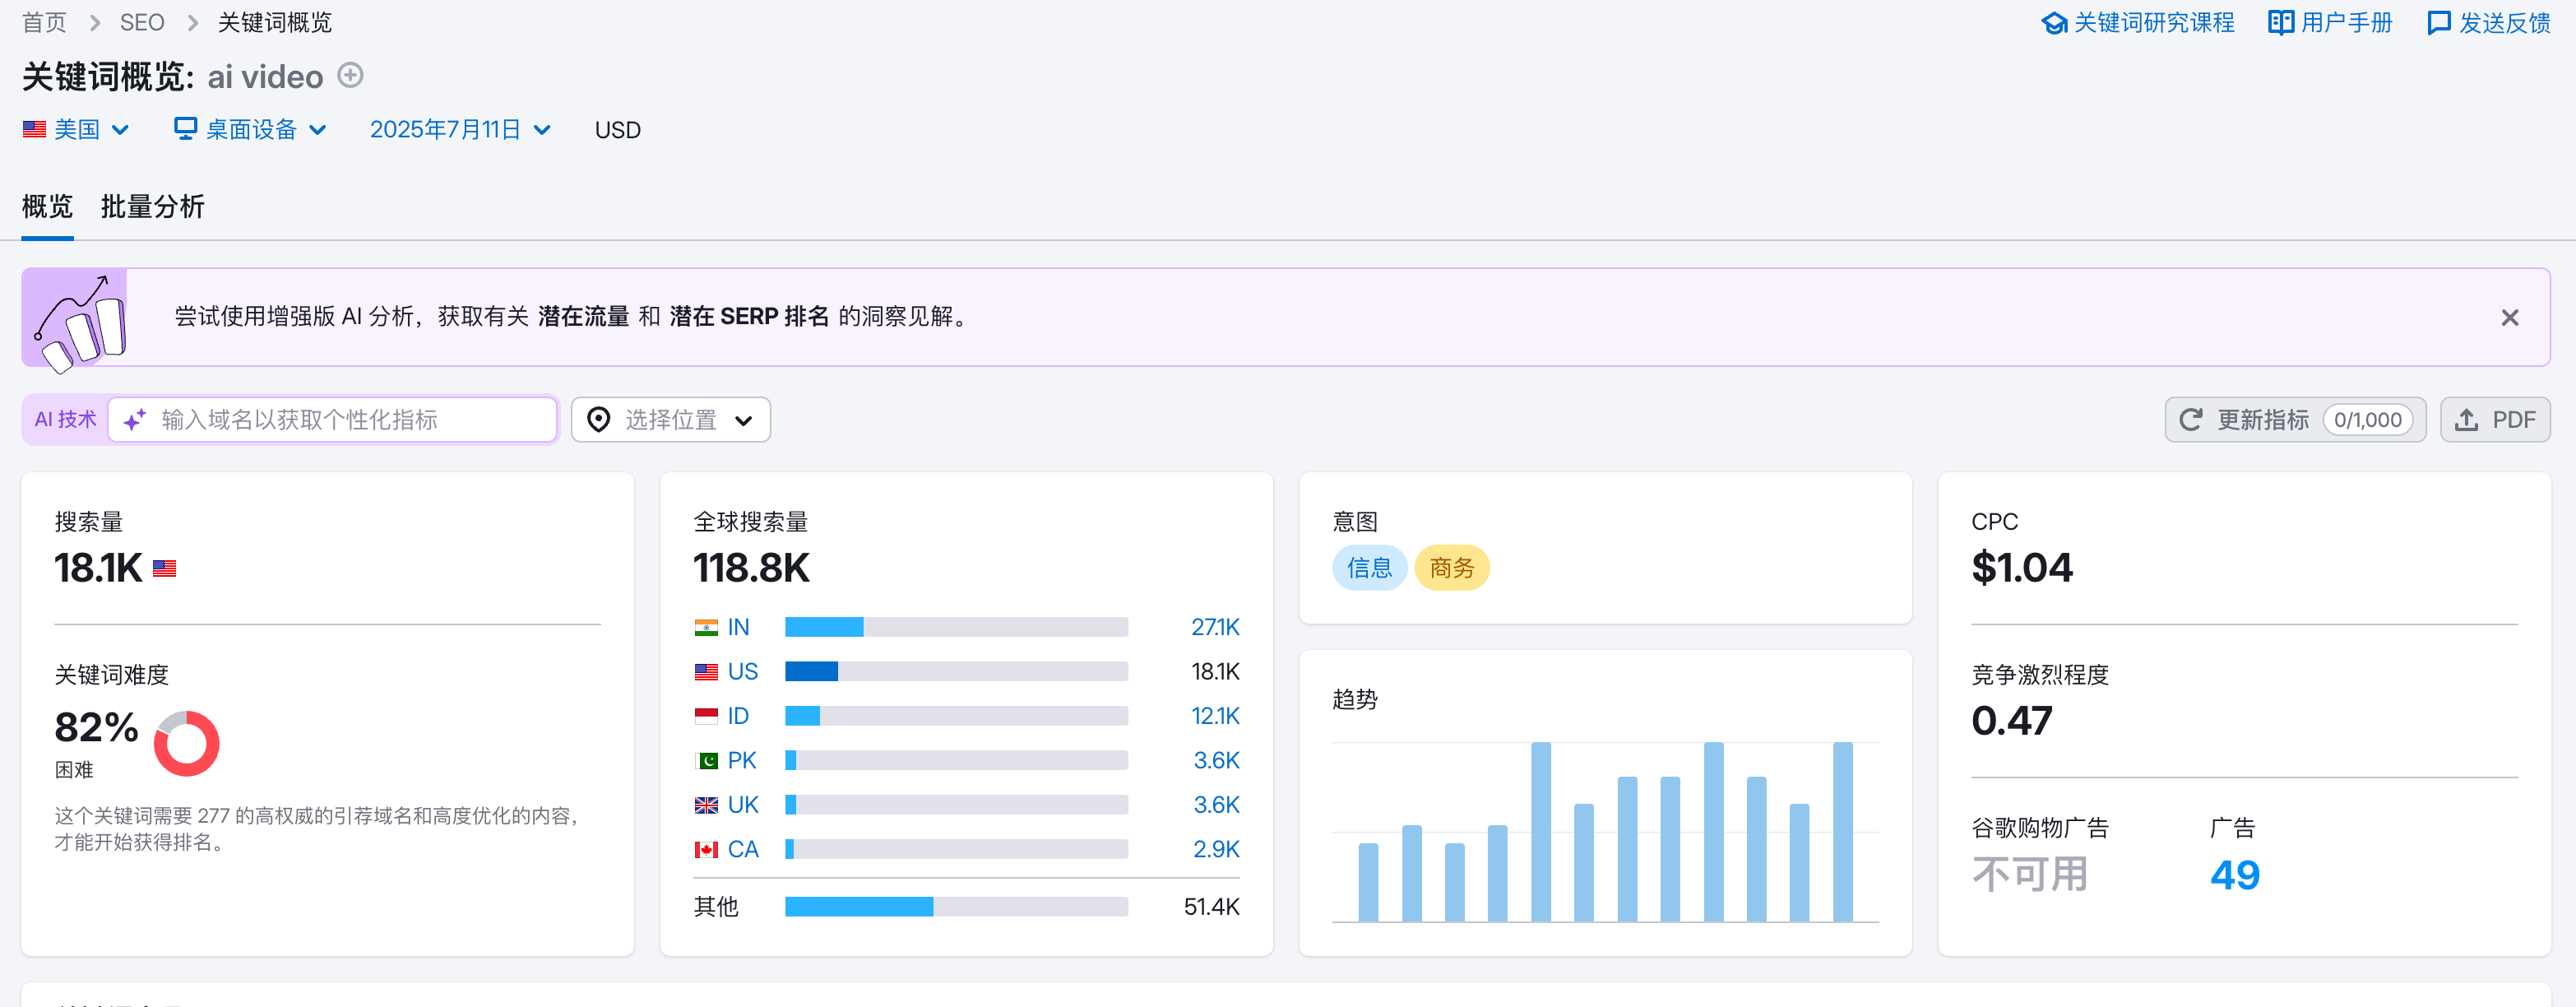 首页 > SEO > 关键词概览
关键词研究课程 用户手册 发送反馈
关键词概览: ai video
美国 桌面设备 2025年7月11日 USD
概览 批量分析
尝试使用增强版 AI 分析，获取有关 潜在流量 和 潜在 SERP 排名 的洞察见解。
AI 技术 输入域名以获取个性化指标 选择位置
更新指标 0/1,000 PDF
搜索量
18.1K
关键词难度
82%
困难
这个关键词需要 277 的高权威的引荐域名和高度优化的内容，
才能开始获得排名。
全球搜索量
118.8K
IN 27.1K
US 18.1K
ID 12.1K
PK 3.6K
UK 3.6K
CA 2.9K
其他 51.4K
意图
信息 商务
趋势
CPC
$1.04
竞争激烈程度
0.47
谷歌购物广告 广告
不可用 49